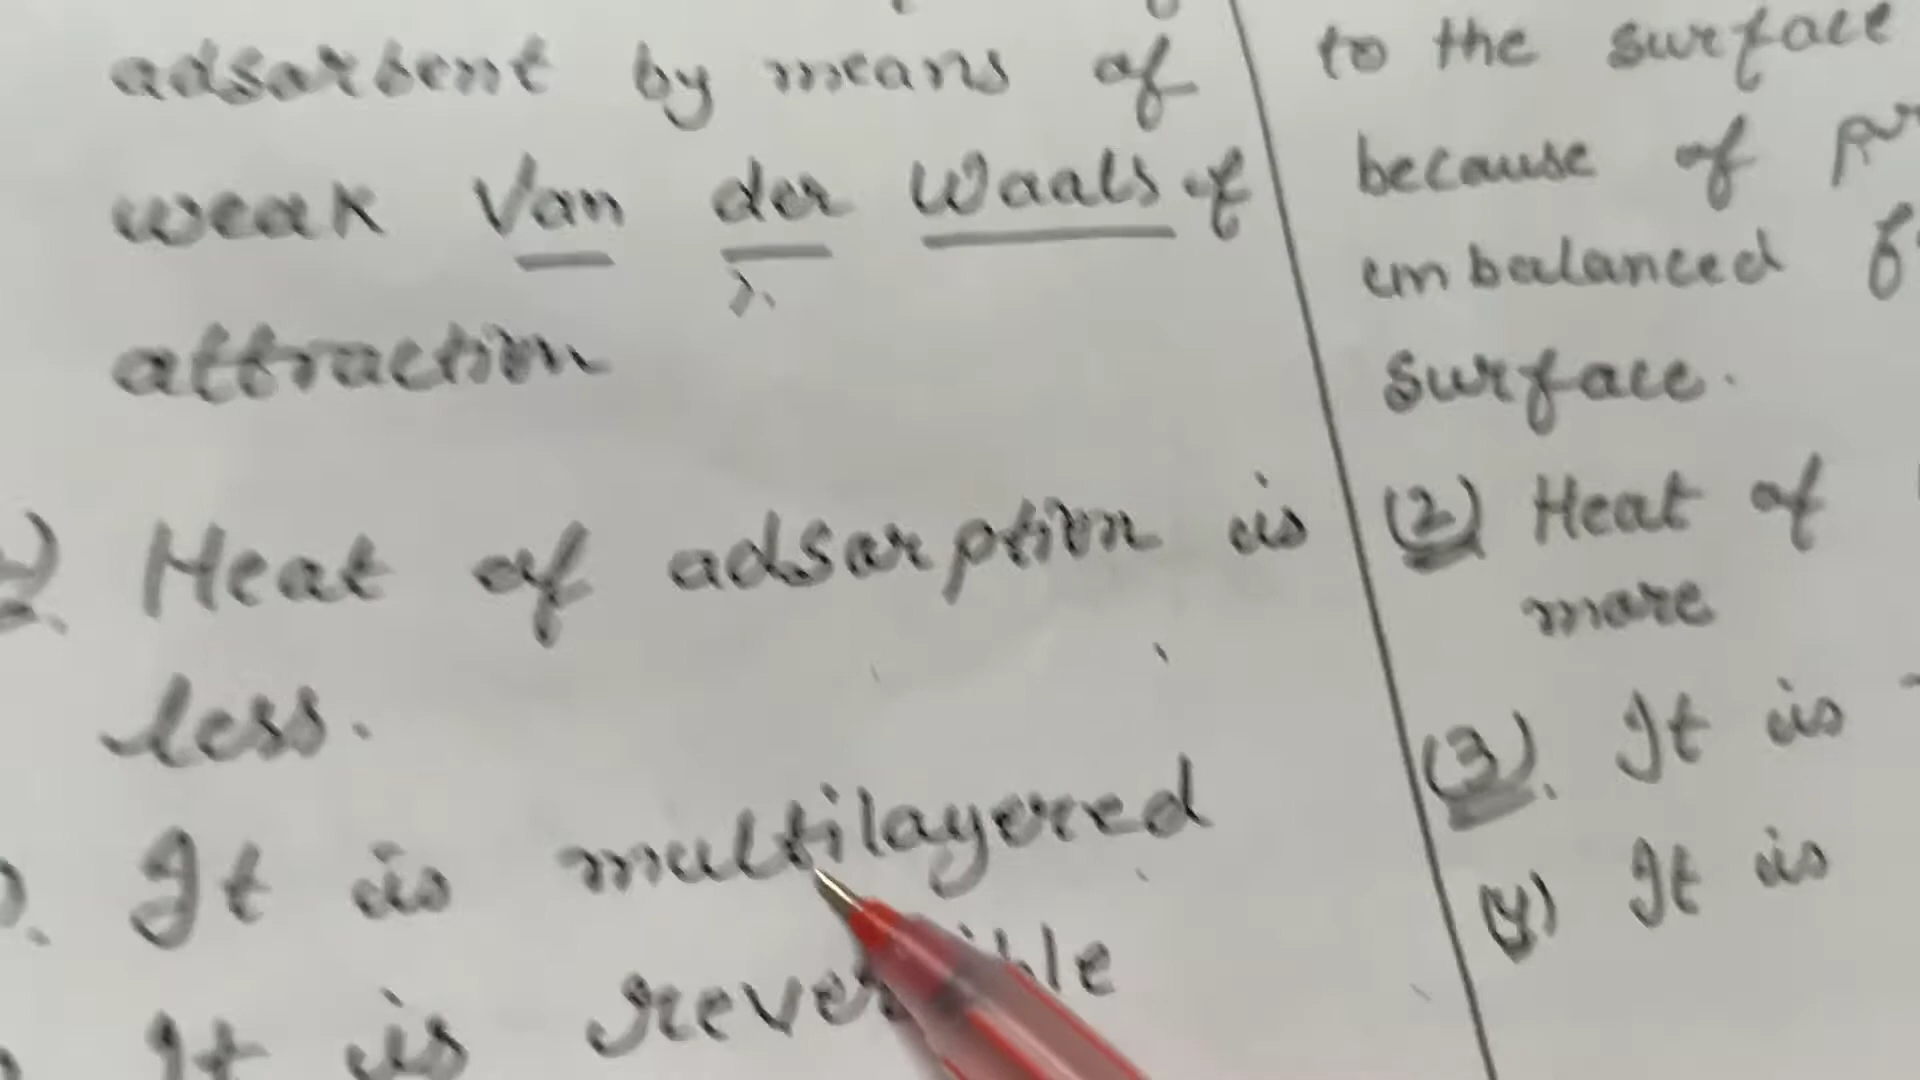 adsorbent by means of
weak Van der Waals of
attraction
Heat of adsorption is
less.
It is multilayered
It is
to the surface
because of
unbalanced
surface.
(2) Heat of
more
(3). It is
(4) It is